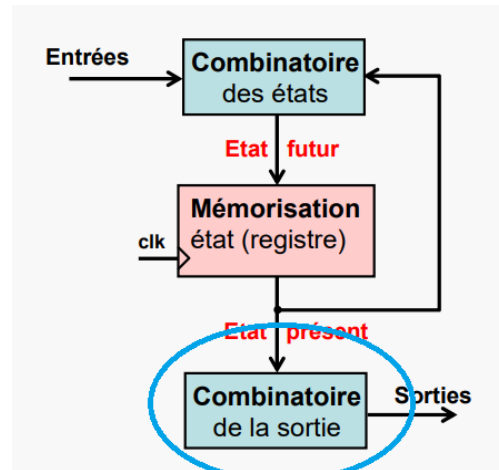 Entrées
Combinatoire
des états
Etat futur
Mémorisation
état (registre)
clk
Etat présent
Combinatoire
de la sortie
Sorties